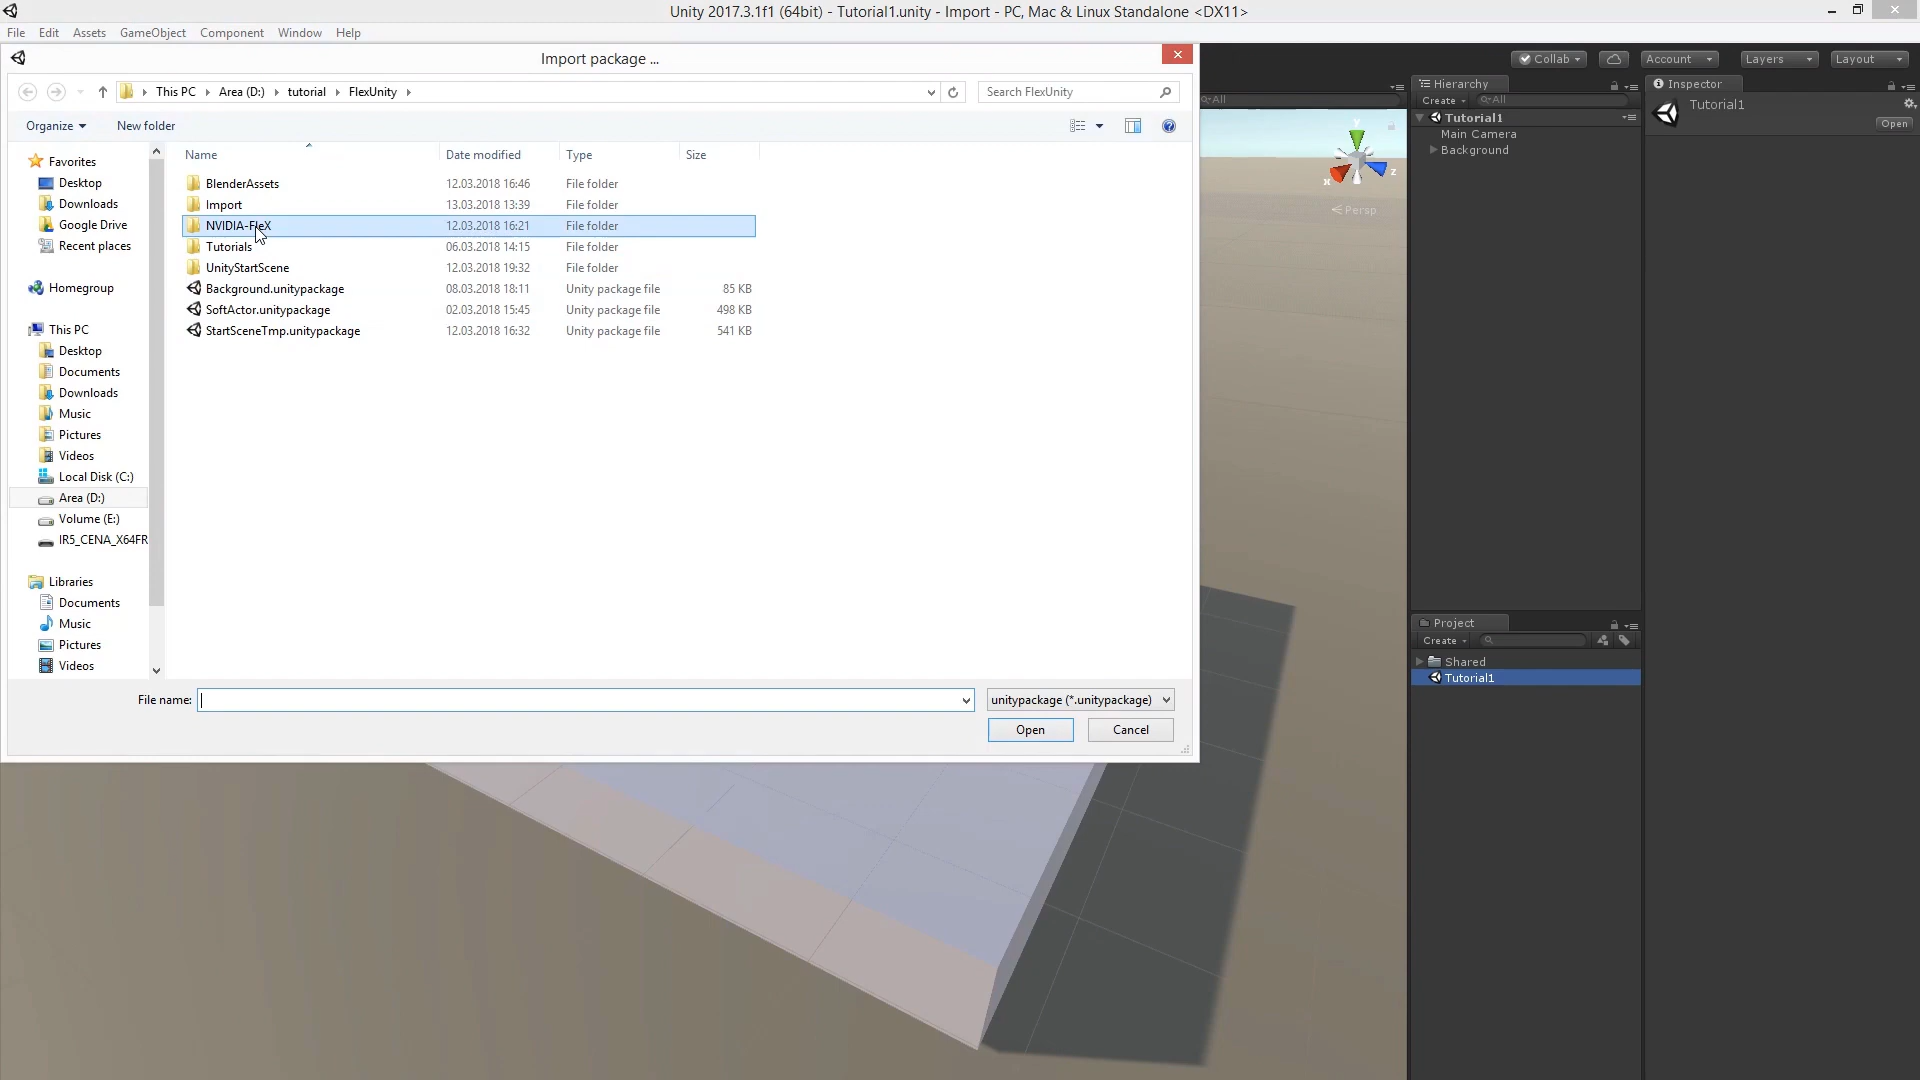 Unity 2017.3.1f1 (64bit) - Tutorial1.unity - Import - PC, Mac & Linux Standalone <DX11>
File Edit Assets GameObject Component Window Help
Import package ...
Collab Account Layers Layout
This PC Area (D:) tutorial FlexUnity
Search FlexUnity
All
Hierarchy
Create All
Tutorial1
Main Camera
Background
Inspector
Tutorial1
Open
Organize New folder
Name Date modified Type Size
BlenderAssets 12.03.2018 16:46 File folder
Import 13.03.2018 13:39 File folder
NVIDIA-FleX 12.03.2018 16:21 File folder
Tutorials 06.03.2018 14:15 File folder
UnityStartScene 12.03.2018 19:32 File folder
Background.unitypackage 08.03.2018 18:11 Unity package file 85 KB
SoftActor.unitypackage 02.03.2018 15:45 Unity package file 498 KB
StartSceneTmp.unitypackage 12.03.2018 16:32 Unity package file 541 KB
Favorites
Desktop
Downloads
Google Drive
Recent places
Homegroup
This PC
Desktop
Documents
Downloads
Music
Pictures
Videos
Local Disk (C:)
Area (D:)
Volume (E:)
IR5_CENA_X64FR
Libraries
Documents
Music
Pictures
Videos
y
x
z
Persp
File name: unitypackage (*.unitypackage)
Open Cancel
Project
Create
Shared
Tutorial1